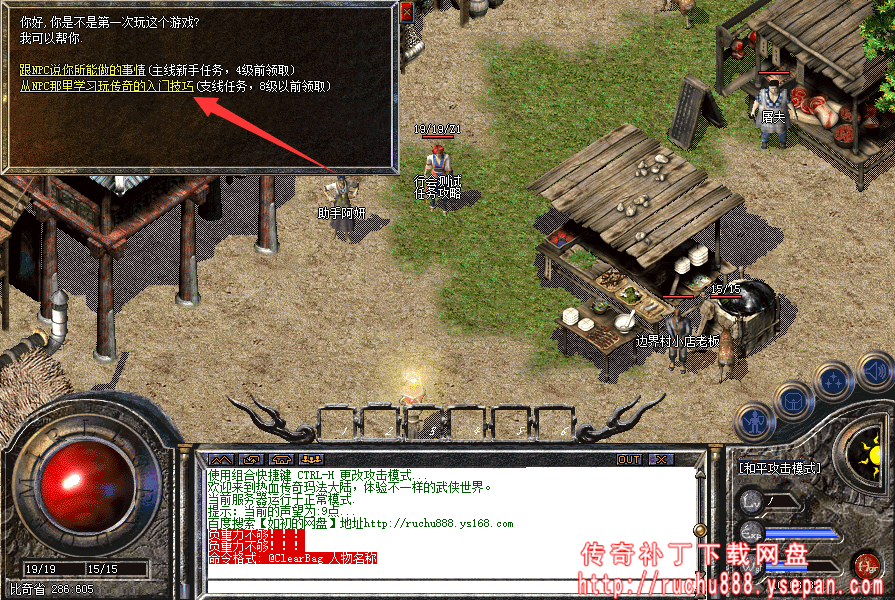 你好,你是不是第一次玩这个游戏?
我可以帮你.
跟NPC说你所能做的事情(主线新手任务，4级前领取)
从NPC那里学习玩传奇的入门技巧(支线任务，8级以前领取)
19/19/Z1
行会测试
任务攻略
助手阿妍
屠夫
15/15
边界村小店老板
OUT
使用组合快捷键 CTRL-H 更改攻击模式...
欢迎来到热血传奇玛法大陆，体验不一样的武侠世界。
当前服务器运行于正常模式.
提示: 当前的声望为:9点...
百度搜索【如初的网盘】地址http://ruchu888.ys168.com
负重力不够！！！
负重力不够！！！
命令格式: @ClearBag 人物名称
[和平攻击模式]
Lv
1
Exp
Wgt
Hgr
19/19
15/15
比奇省 286:605
传奇补丁下载网盘
http://ruchu888.ysepan.com